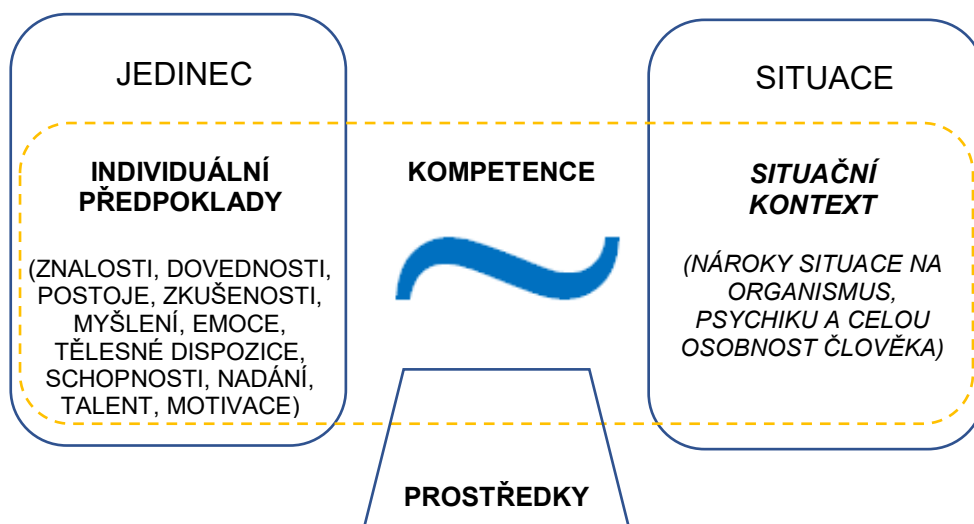 JEDINEC
INDIVIDUÁLNÍ
PŘEDPOKLADY
(ZNALOSTI, DOVEDNOSTI,
POSTOJE, ZKUŠENOSTI,
MYŠLENÍ, EMOCE,
TĚLESNÉ DISPOZICE,
SCHOPNOSTI, NADÁNÍ,
TALENT, MOTIVACE)
KOMPETENCE
PROSTŘEDKY
SITUACE
SITUAČNÍ
KONTEXT
(NÁROKY SITUACE NA
ORGANISMUS,
PSYCHIKU A CELOU
OSOBNOST ČLOVĚKA)